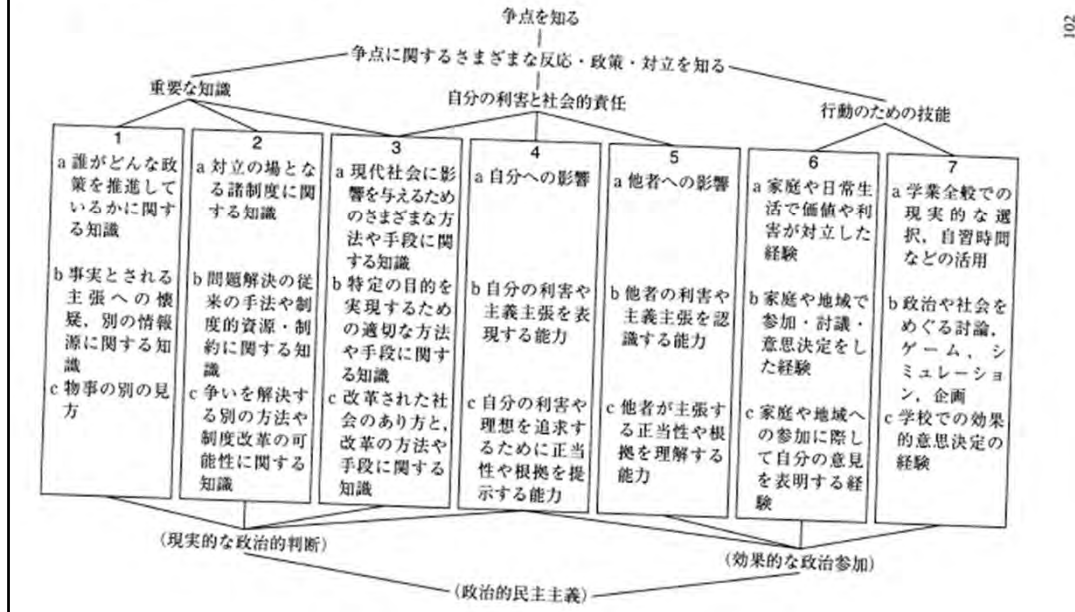 争点を知る
102
争点に関するさまざまな反応・政策・対立を知る
重要な知識
自分の利害と社会的責任
行動のための技能
1
a 誰がどんな政
策を推進して
いるかに関す
る知識
b 事実とされる
主張への懐
疑，別の情報
源に関する知
識
c 物事の別の見
方
2
a 対立の場とな
る諸制度に関
する知識
b 問題解決の従
来の手法や制
度的資源・制
約に関する知
識
c 争いを解決す
る別の方法や
制度改革の可
能性に関する
知識
3
a 現代社会に影
響を与えるため
のさまざまな方
法や手段に関
する知識
b 特定の目的を
実現するため
の適切な方法
や手段に関す
る知識
c 改革された社
会のあり方と，
改革の方法や
手段に関する
知識
4
a 自分への影響
b 自分の利害や
主義主張を表
現する能力
c 自分の利害や
理想を追求す
るために正当
性や根拠を提
示する能力
5
a 他者への影響
b 他者の利害や
主義主張を認
識する能力
c 他者が主張す
る正当性や根
拠を理解する
能力
6
a 家庭や日常生
活で価値や利
害が対立した
経験
b 家庭や地域で
参加・討議・
意思決定をし
た経験
c 家庭や地域へ
の参加に際し
て自分の意見
を表明する経
験
7
a 学業全般での
現実的な選
択，自習時間
などの活用
b 政治や社会を
めぐる討論，
ゲーム，シ
ミュレーショ
ン，企画
c 学校での効果
的意思決定の
経験
(現実的な政治的判断)
(効果的な政治参加)
(政治的民主主義)